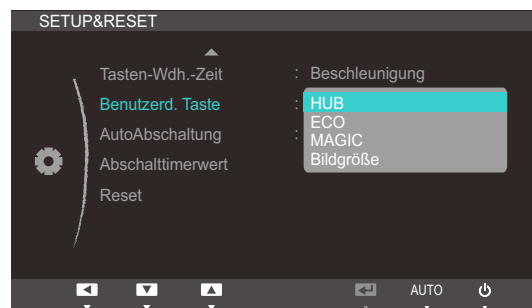 SETUP&RESET
Tasten-Wdh.-Zeit : Beschleunigung
Benutzerd. Taste : HUB
ECO
AutoAbschaltung : MAGIC
Abschalttimerwert Bildgröße
Reset
AUTO